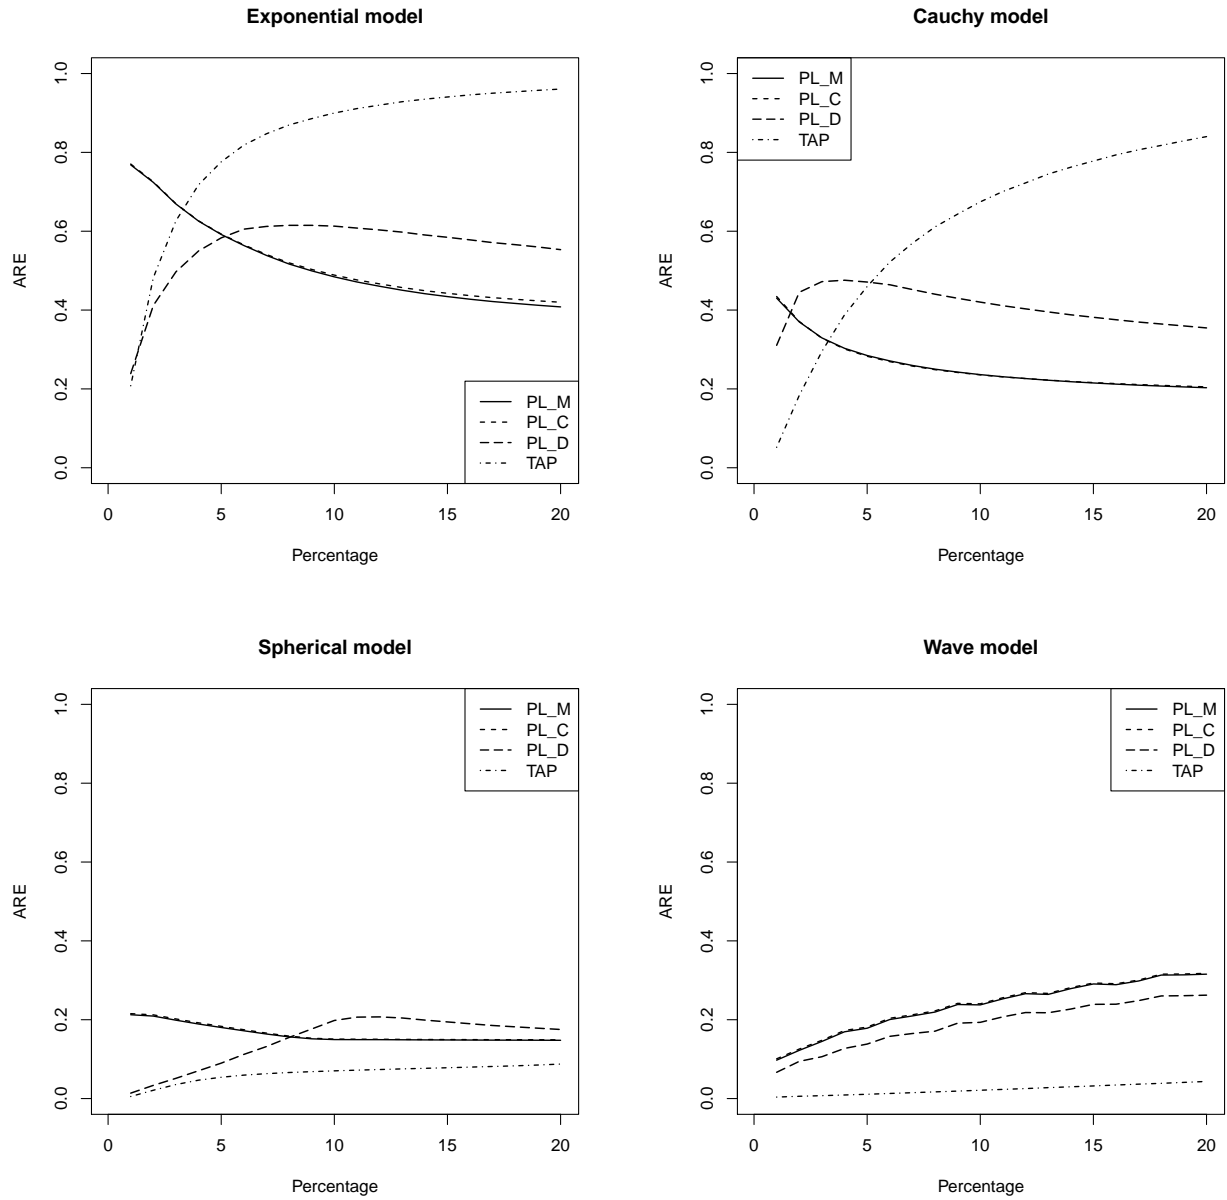 Exponential model
ARE
1.0
0.8
0.6
0.4
0.2
0.0
PL_M
PL_C
PL_D
TAP
0 5 10 15 20
Percentage
Cauchy model
ARE
1.0
0.8
0.6
0.4
0.2
0.0
PL_M
PL_C
PL_D
TAP
0 5 10 15 20
Percentage
Spherical model
ARE
1.0
0.8
0.6
0.4
0.2
0.0
PL_M
PL_C
PL_D
TAP
0 5 10 15 20
Percentage
Wave model
ARE
1.0
0.8
0.6
0.4
0.2
0.0
PL_M
PL_C
PL_D
TAP
0 5 10 15 20
Percentage